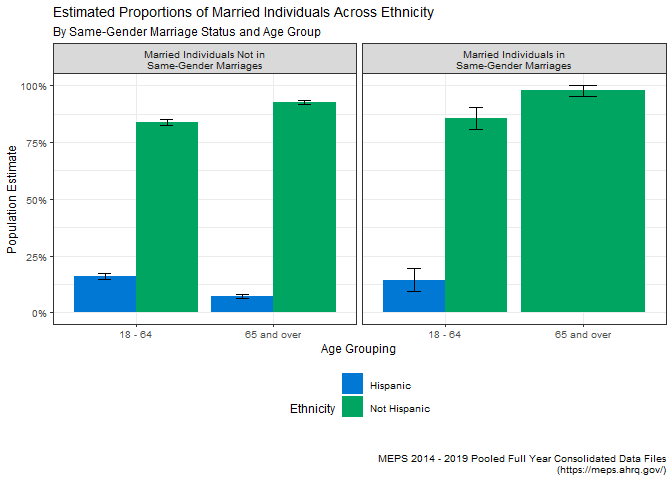 Estimated Proportions of Married Individuals Across Ethnicity
By Same-Gender Marriage Status and Age Group
Married Individuals Not in
Same-Gender Marriages
Married Individuals in
Same-Gender Marriages
Population Estimate
100%
75%
50%
25%
0%
18 - 64
65 and over
18 - 64
65 and over
Age Grouping
Ethnicity
Hispanic
Not Hispanic
MEPS 2014 - 2019 Pooled Full Year Consolidated Data Files
(https://meps.ahrq.gov/)